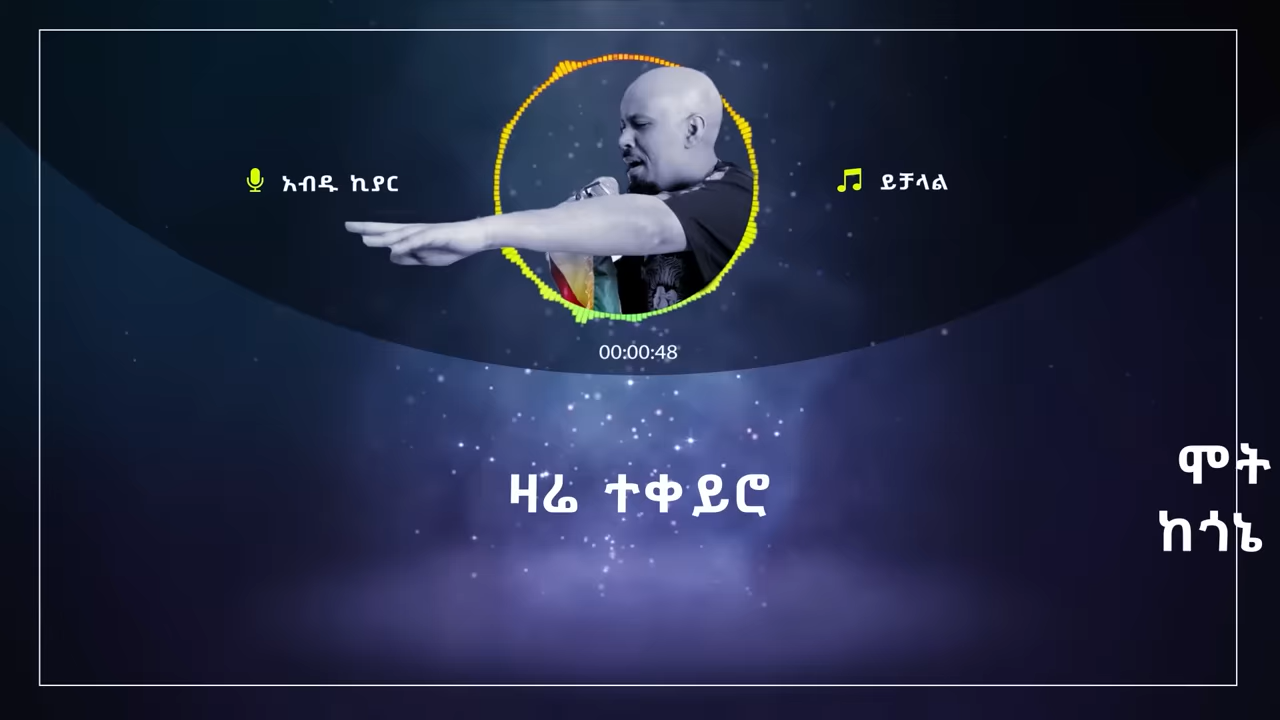 አብዱ ኪያር
ይቻላል
00:00:48
ዛሬ ተቀይሮ
ሞት
ከጎኔ